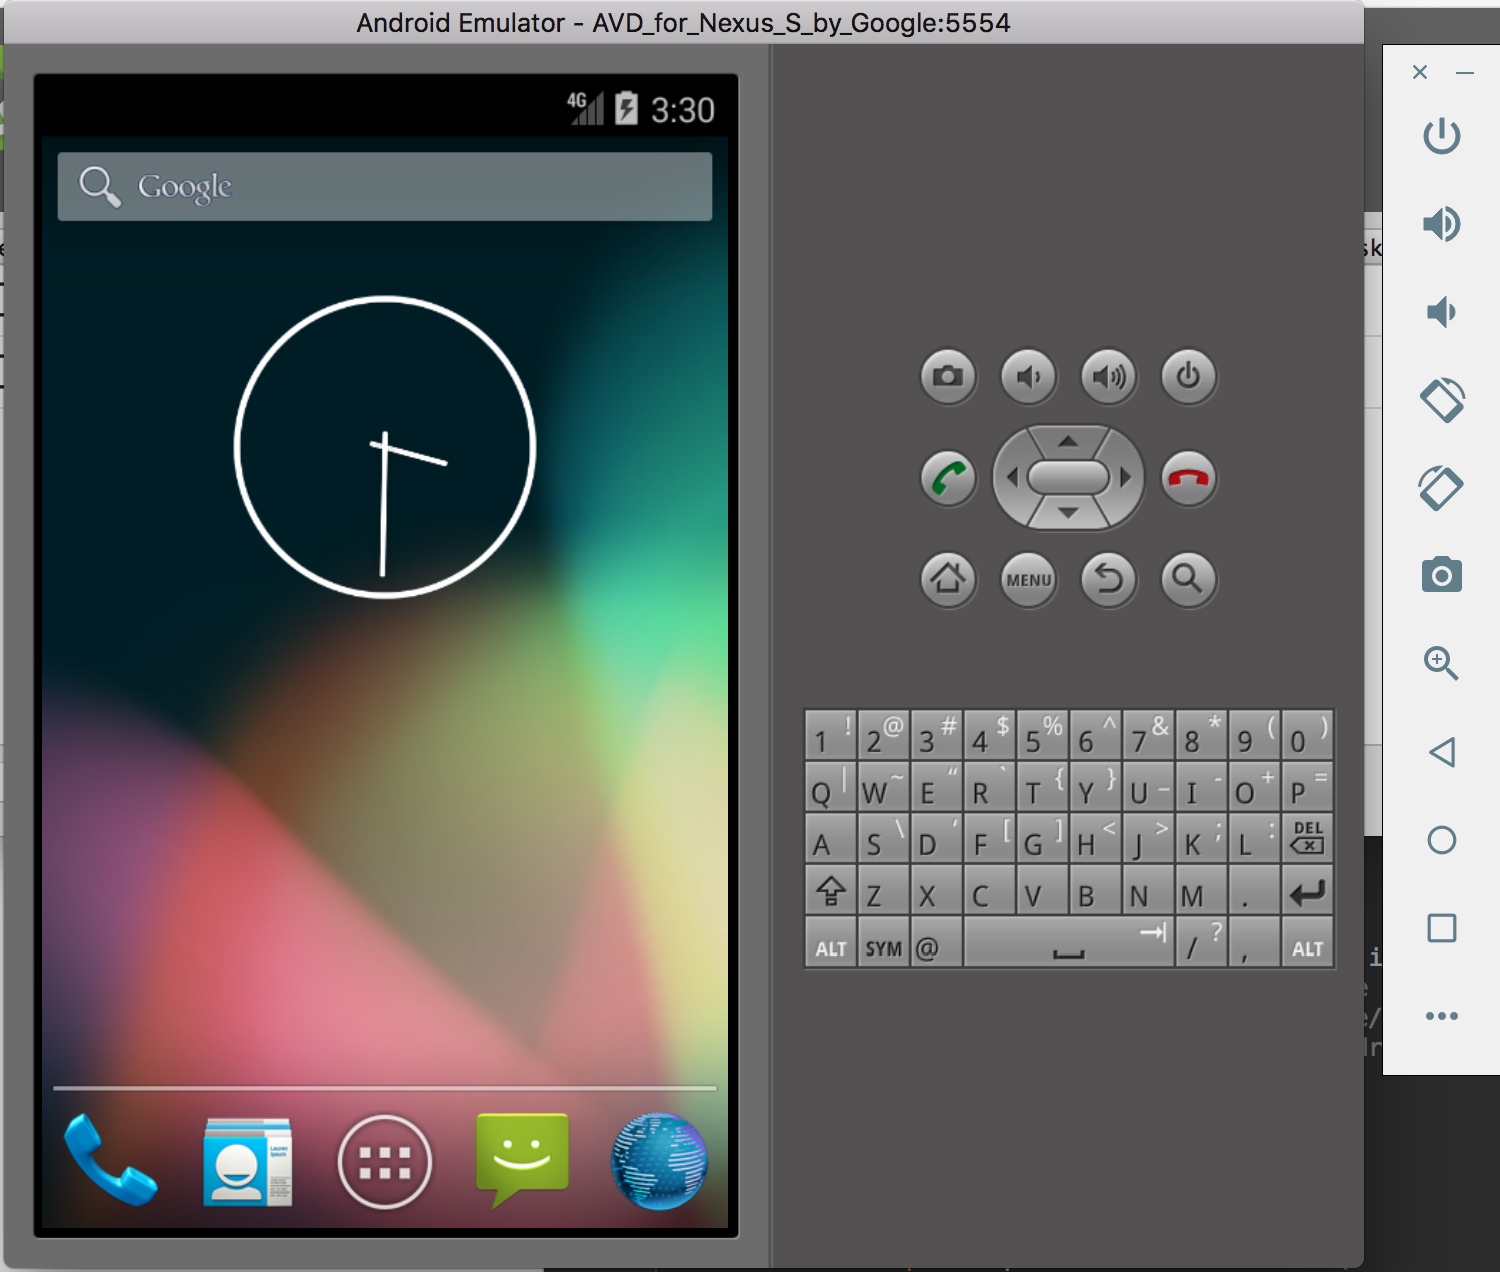 Android Emulator - AVD_for_Nexus_S_by_Google:5554
4G 3:30
Google
MENU
1 ! 2 @ 3 # 4 $ 5 % 6 ^ 7 & 8 * 9 ( 0 )
Q | W ~ E “ R ` T { Y } U _ I - O + P =
A S \ D ‘ F [ G ] H < J > K ; L : DEL
Z X C V B N M .
ALT SYM @ / ? , ALT
sk
i
e/